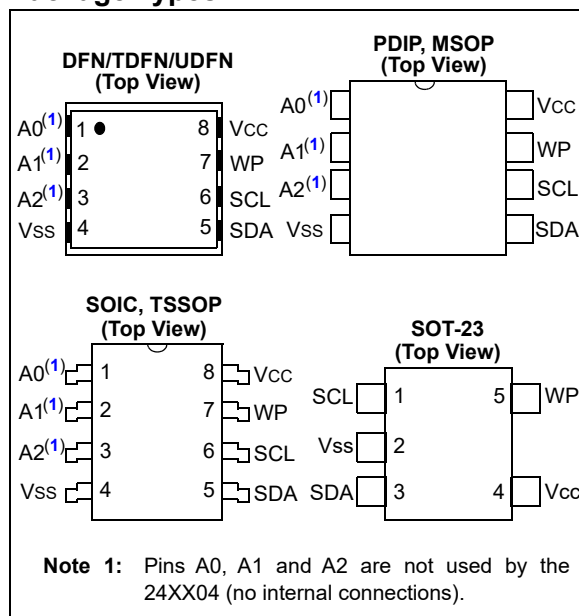 DFN/TDFN/UDFN
(Top View)
A0(1) 1 8 VCC
A1(1) 2 7 WP
A2(1) 3 6 SCL
VSS 4 5 SDA
PDIP, MSOP
(Top View)
A0(1) VCC
A1(1) WP
A2(1) SCL
VSS SDA
SOIC, TSSOP
(Top View)
A0(1) 1 8 VCC
A1(1) 2 7 WP
A2(1) 3 6 SCL
VSS 4 5 SDA
SOT-23
(Top View)
SCL 1 5 WP
VSS 2
SDA 3 4 Vcc
Note 1: Pins A0, A1 and A2 are not used by the
24XX04 (no internal connections).